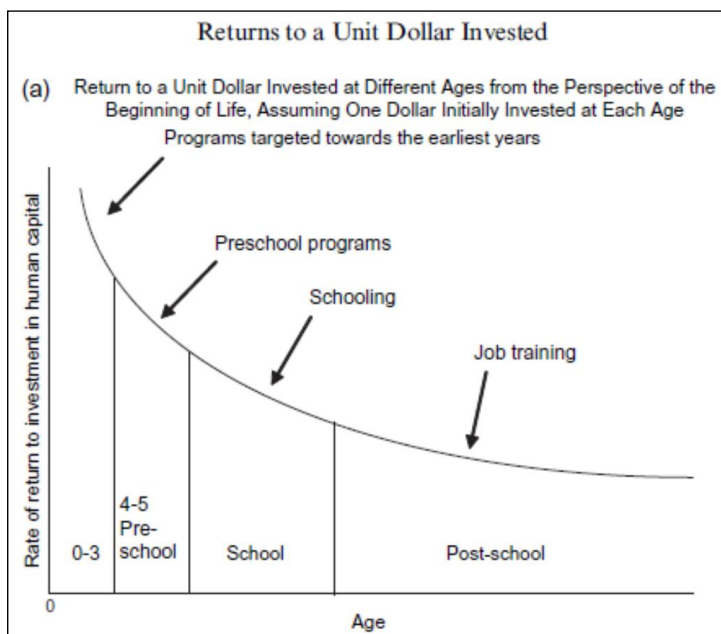 Returns to a Unit Dollar Invested
(a) Return to a Unit Dollar Invested at Different Ages from the Perspective of the
Beginning of Life, Assuming One Dollar Initially Invested at Each Age
Programs targeted towards the earliest years
Preschool programs
Schooling
Job training
Rate of return to investment in human capital
0-3
4-5
Pre-
school
School
Post-school
0
Age